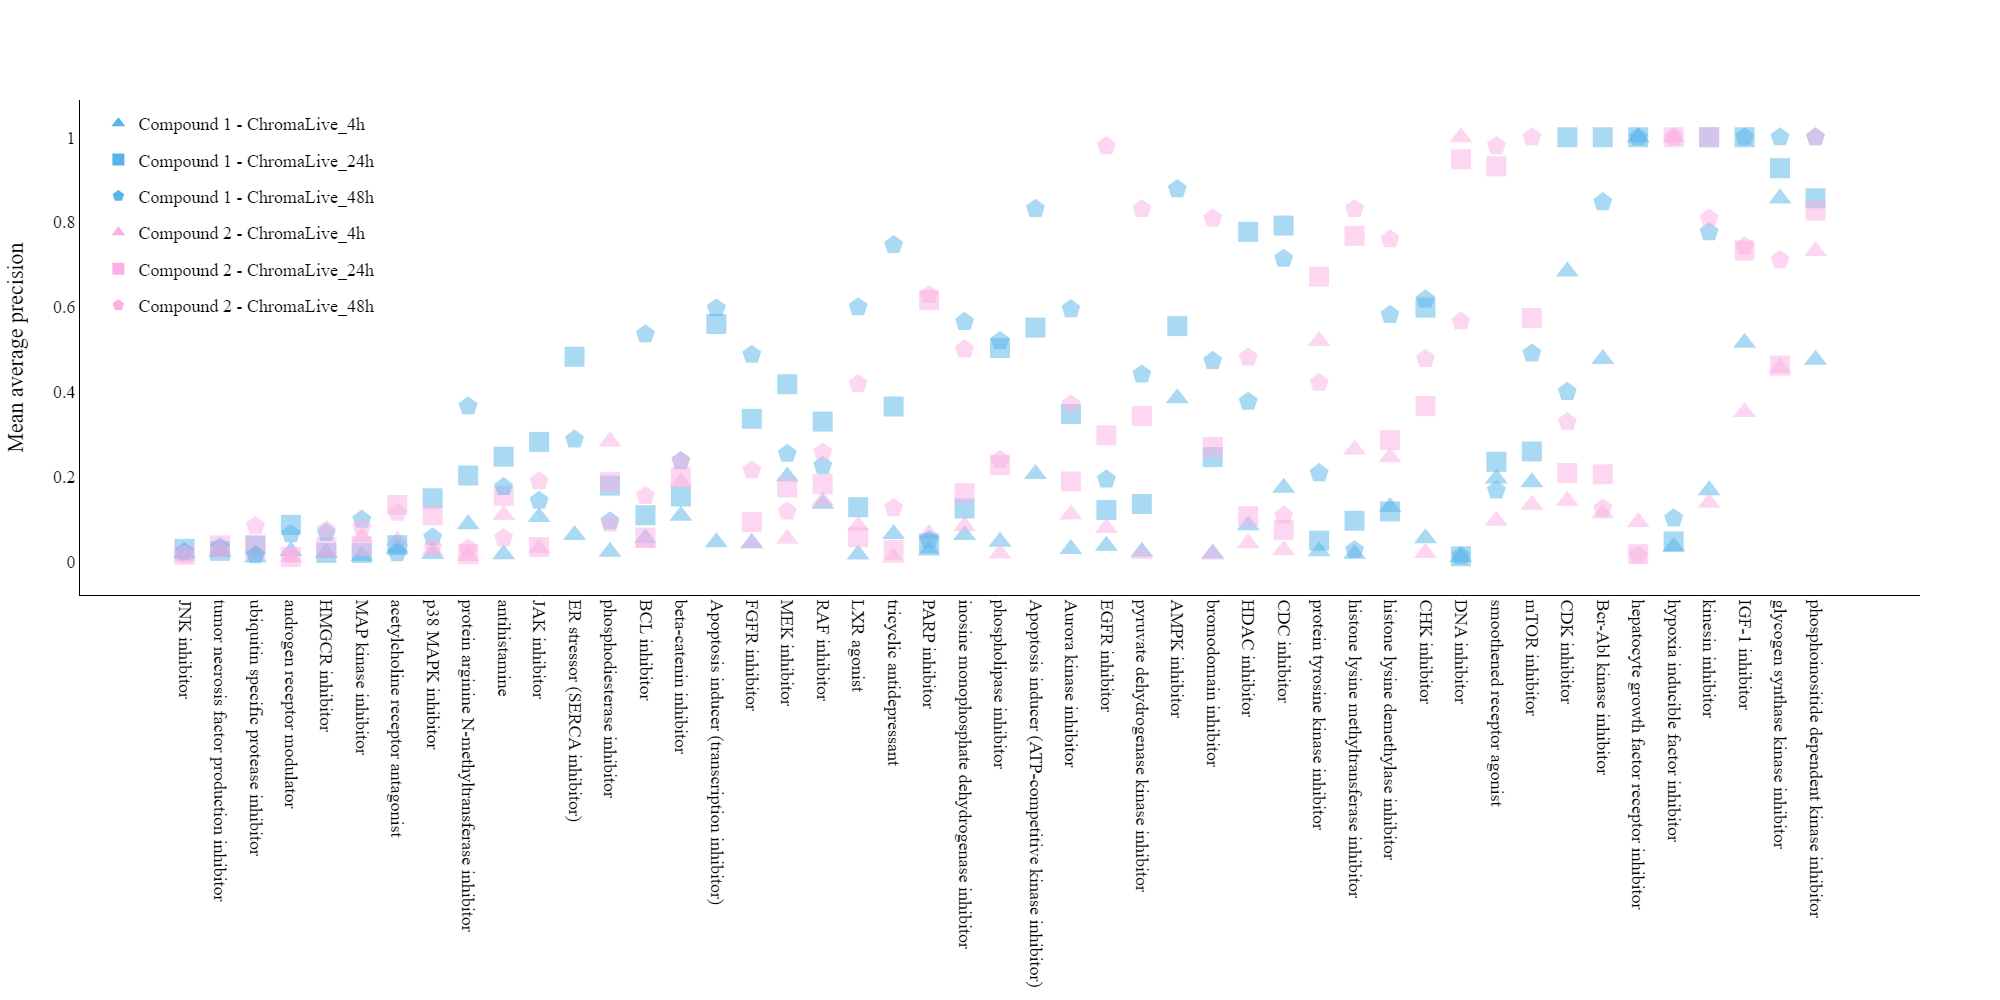 Compound 1 - ChromaLive_4h
Compound 1 - ChromaLive_24h
Compound 1 - ChromaLive_48h
Compound 2 - ChromaLive_4h
Compound 2 - ChromaLive_24h
Compound 2 - ChromaLive_48h
Mean average precision
1
0.8
0.6
0.4
0.2
0
JNK inhibitor
tumor necrosis factor production inhibitor
ubiquitin specific protease inhibitor
androgen receptor modulator
HMGCR inhibitor
MAP kinase inhibitor
acetylcholine receptor antagonist
p38 MAPK inhibitor
protein arginine N-methyltransferase inhibitor
antihistamine
JAK inhibitor
ER stressor (SERCA inhibitor)
phosphodiesterase inhibitor
BCL inhibitor
beta-catenin inhibitor
Apoptosis inducer (transcription inhibitor)
FGFR inhibitor
MEK inhibitor
RAF inhibitor
LXR agonist
tricyclic antidepressant
PARP inhibitor
inosine monophosphate dehydrogenase inhibitor
phospholipase inhibitor
Apoptosis inducer (ATP-competitive kinase inhibitor)
Aurora kinase inhibitor
EGFR inhibitor
pyruvate dehydrogenase kinase inhibitor
AMPK inhibitor
bromodomain inhibitor
HDAC inhibitor
CDC inhibitor
protein tyrosine kinase inhibitor
histone lysine methyltransferase inhibitor
histone lysine demethylase inhibitor
CHK inhibitor
DNA inhibitor
smoothened receptor agonist
mTOR inhibitor
CDK inhibitor
Bcr-Abl kinase inhibitor
hepatocyte growth factor receptor inhibitor
hypoxia inducible factor inhibitor
kinesin inhibitor
IGF-1 inhibitor
glycogen synthase kinase inhibitor
phosphoinositide dependent kinase inhibitor